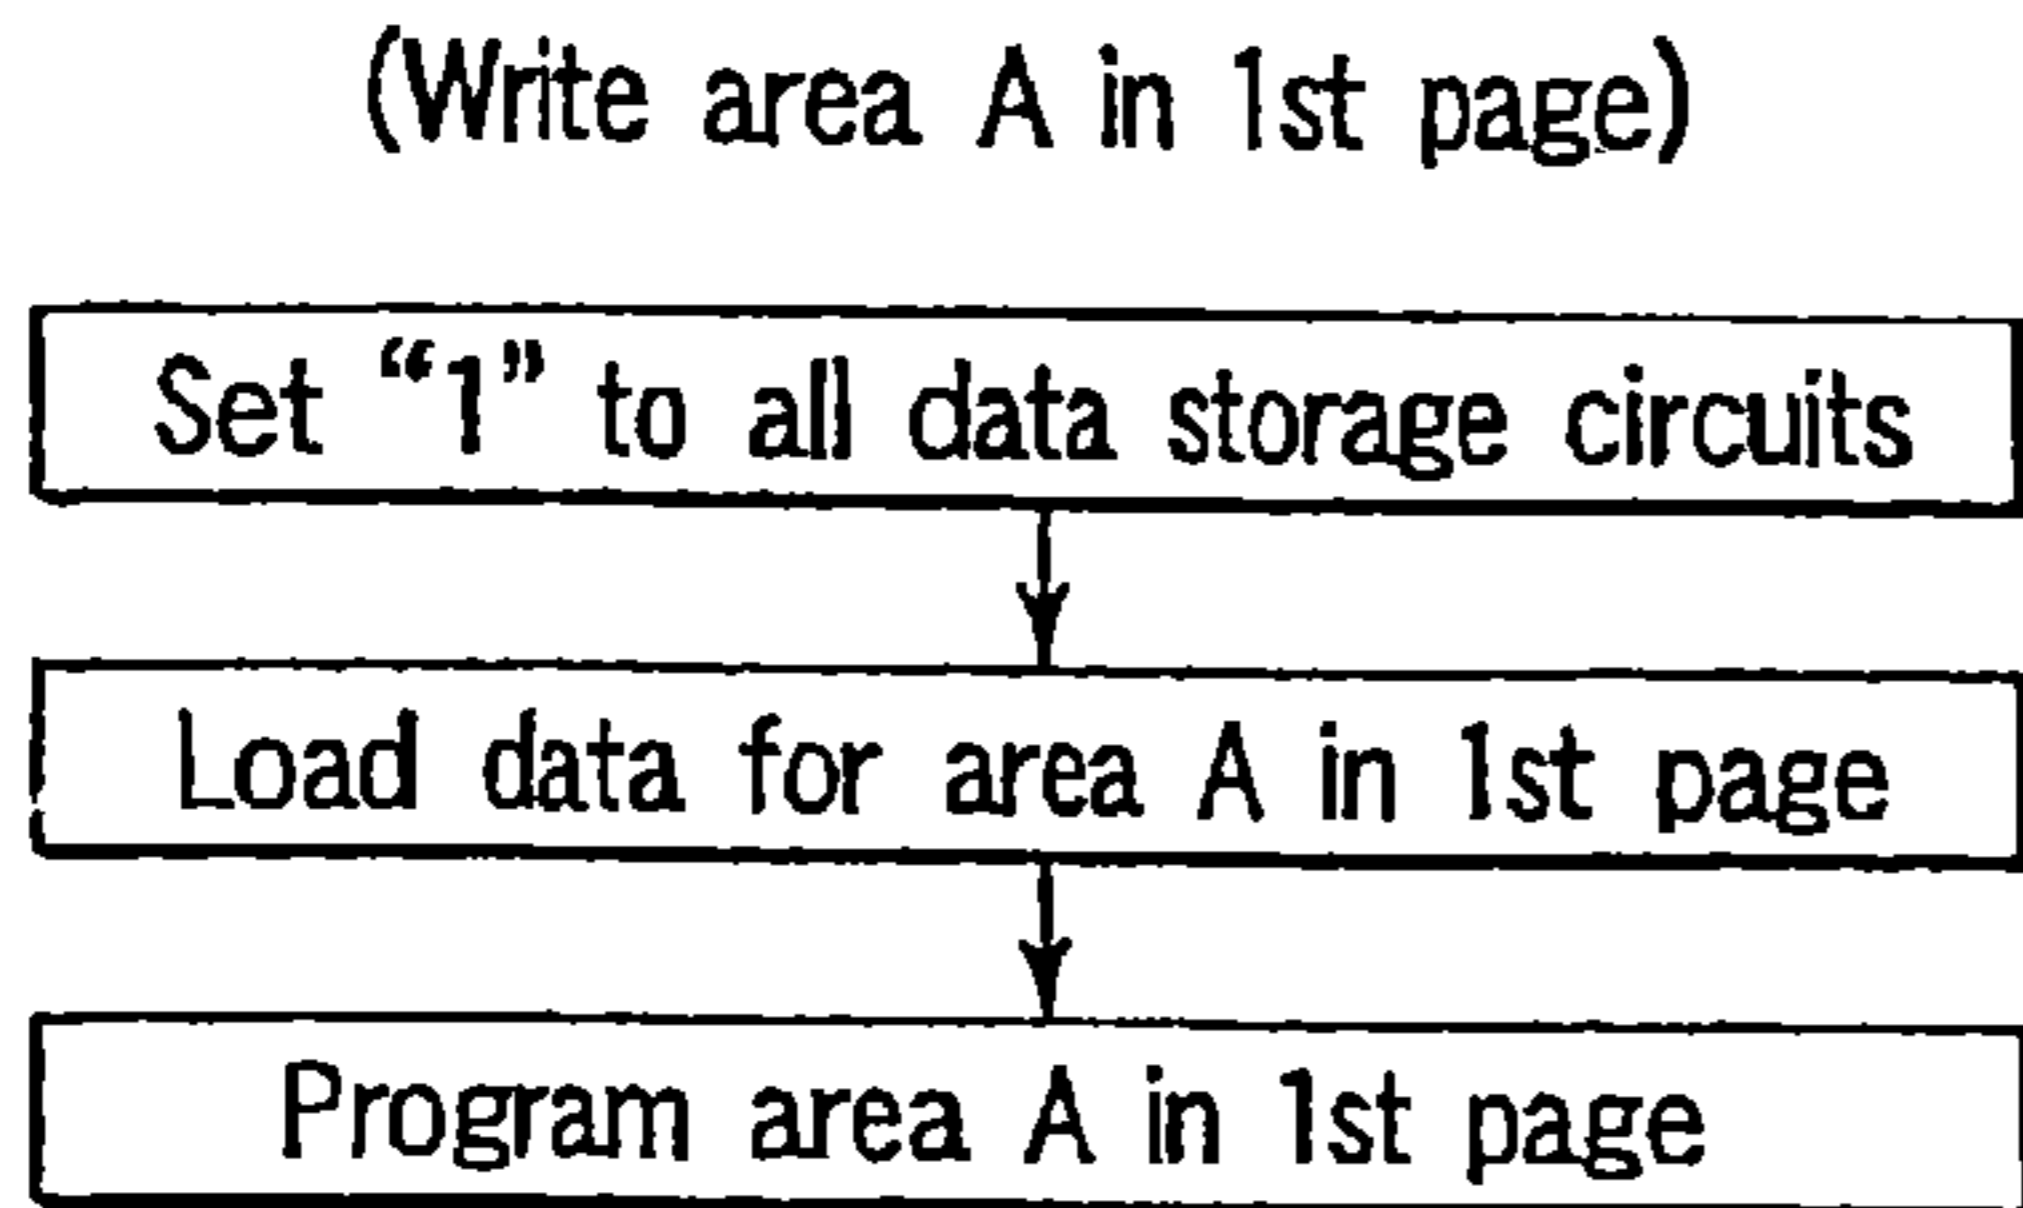 (Write area A in 1st page)
Set “1” to all data storage circuits
Load data for area A in 1st page
Program area A in 1st page